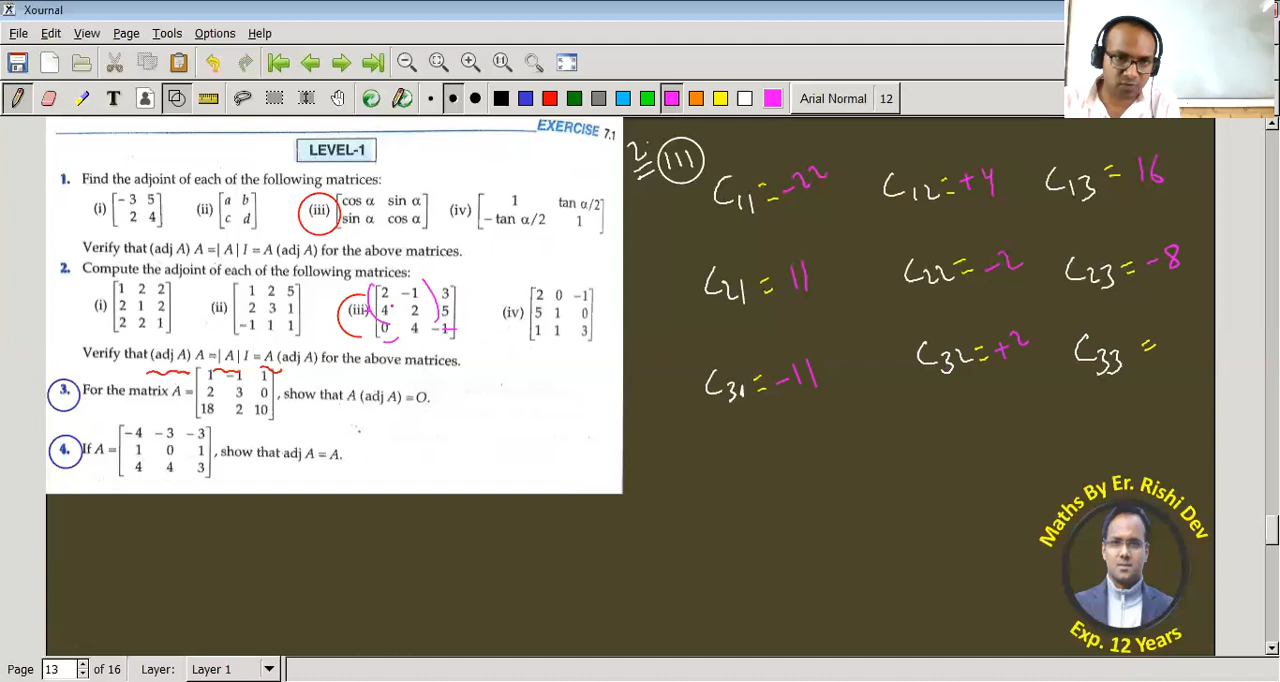 Xournal
File Edit View Page Tools Options Help
Arial Normal 12
EXERCISE 7.1
LEVEL-1
1. Find the adjoint of each of the following matrices:
(i) [-3 5 (ii) [a b] (iii) [cos α sin α] (iv) [1 tan α/2]
2 4] c d sin α cos α - tan α/2 1
Verify that (adj A) A = | A | I = A (adj A) for the above matrices.
2. Compute the adjoint of each of the following matrices:
(i) [1 2 2] (ii) [1 2 5] (iii) [2 -1 3] (iv) [2 0 -1]
2 1 2 2 3 1 4 2 5 5 1 0
2 2 1 -1 1 1 0 4 -1 1 1 3
Verify that (adj A) A = | A | I = A (adj A) for the above matrices.
3. For the matrix A = [1 -1 1
2 3 0
18 2 10], show that A (adj A) = O.
4. If A = [-4 -3 -3
1 0 1
4 4 3], show that adj A = A.
2 (iii)
C11 = -22 C12 = +4 C13 = 16
C21 = 11 C22 = -2 C23 = -8
C31 = -11 C32 = +2 C33 =
Maths By Er. Rishi Dev
Exp. 12 Years
Page 13 of 16 Layer: Layer 1